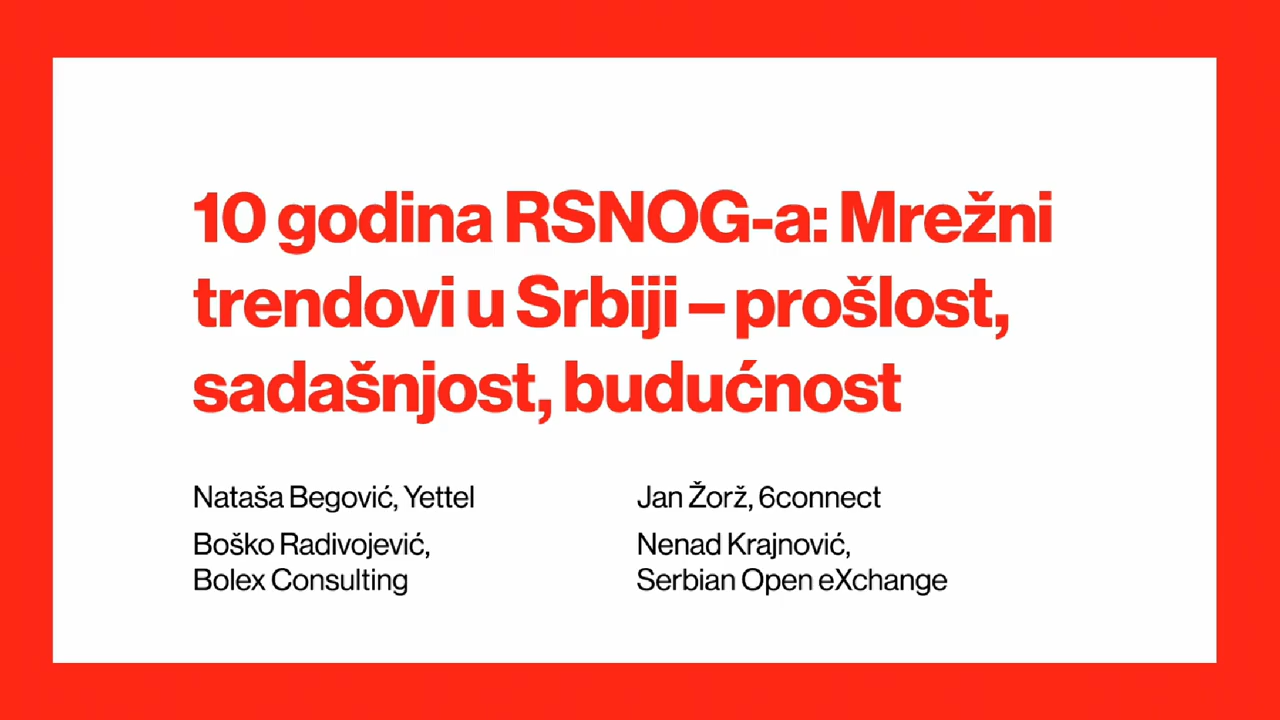 10 godina RSNOG-a: Mrežni
trendovi u Srbiji – prošlost,
sadašnjost, budućnost
Nataša Begović, Yettel
Boško Radivojević,
Bolex Consulting
Jan Žorž, 6connect
Nenad Krajnović,
Serbian Open eXchange